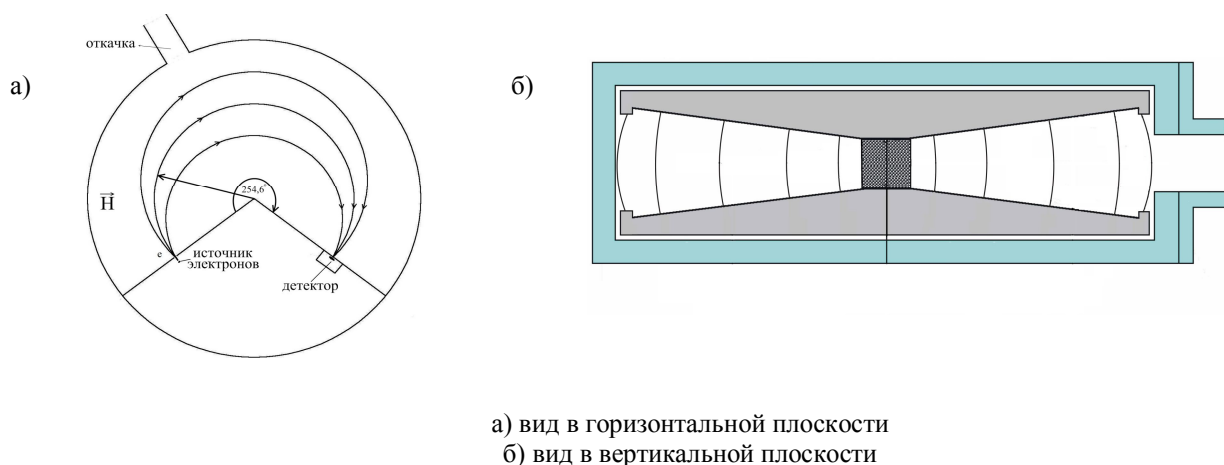 откачка
а)
б)
254,6°
H
e
источник
электронов
детектор
а) вид в горизонтальной плоскости
б) вид в вертикальной плоскости